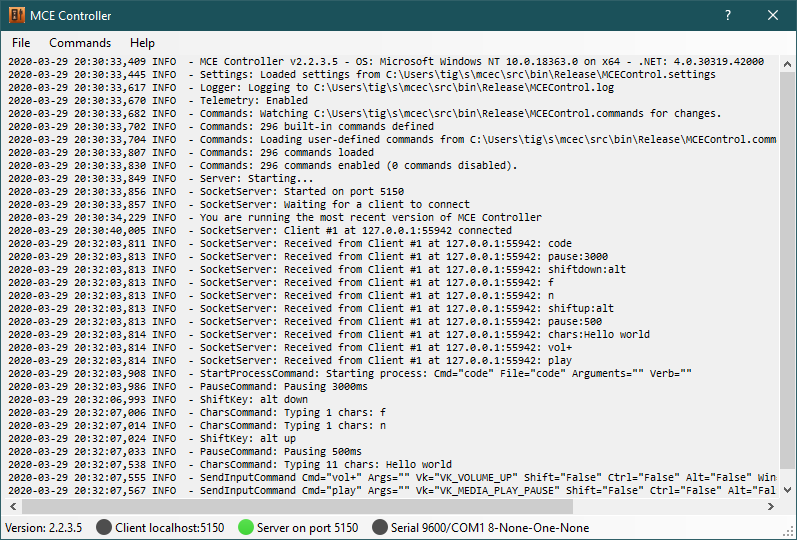 MCE Controller
File Commands Help
2020-03-29 20:30:33,409 INFO - MCE Controller v2.2.3.5 - OS: Microsoft Windows NT 10.0.18363.0 on x64 - .NET: 4.0.30319.42000
2020-03-29 20:30:33,445 INFO - Settings: Loaded settings from C:\Users\tig\s\mcec\src\bin\Release\MCEControl.settings
2020-03-29 20:30:33,617 INFO - Logger: Logging to C:\Users\tig\s\mcec\src\bin\Release\MCEControl.log
2020-03-29 20:30:33,670 INFO - Telemetry: Enabled
2020-03-29 20:30:33,682 INFO - Commands: Watching C:\Users\tig\s\mcec\src\bin\Release\MCEControl.commands for changes.
2020-03-29 20:30:33,702 INFO - Commands: 296 built-in commands defined
2020-03-29 20:30:33,704 INFO - Commands: Loading user-defined commands from C:\Users\tig\s\mcec\src\bin\Release\MCEControl.comm
2020-03-29 20:30:33,807 INFO - Commands: 296 commands loaded
2020-03-29 20:30:33,830 INFO - Commands: 296 commands enabled (0 commands disabled).
2020-03-29 20:30:33,849 INFO - Server: Starting...
2020-03-29 20:30:33,856 INFO - SocketServer: Started on port 5150
2020-03-29 20:30:33,857 INFO - SocketServer: Waiting for a client to connect
2020-03-29 20:30:34,229 INFO - You are running the most recent version of MCE Controller
2020-03-29 20:30:40,005 INFO - SocketServer: Client #1 at 127.0.0.1:55942 connected
2020-03-29 20:32:03,811 INFO - SocketServer: Received from Client #1 at 127.0.0.1:55942: code
2020-03-29 20:32:03,813 INFO - SocketServer: Received from Client #1 at 127.0.0.1:55942: pause:3000
2020-03-29 20:32:03,813 INFO - SocketServer: Received from Client #1 at 127.0.0.1:55942: shiftdown:alt
2020-03-29 20:32:03,813 INFO - SocketServer: Received from Client #1 at 127.0.0.1:55942: f
2020-03-29 20:32:03,813 INFO - SocketServer: Received from Client #1 at 127.0.0.1:55942: n
2020-03-29 20:32:03,813 INFO - SocketServer: Received from Client #1 at 127.0.0.1:55942: shiftup:alt
2020-03-29 20:32:03,813 INFO - SocketServer: Received from Client #1 at 127.0.0.1:55942: pause:500
2020-03-29 20:32:03,814 INFO - SocketServer: Received from Client #1 at 127.0.0.1:55942: chars:Hello world
2020-03-29 20:32:03,814 INFO - SocketServer: Received from Client #1 at 127.0.0.1:55942: vol+
2020-03-29 20:32:03,814 INFO - SocketServer: Received from Client #1 at 127.0.0.1:55942: play
2020-03-29 20:32:03,908 INFO - StartProcessCommand: Starting process: Cmd="code" File="code" Arguments="" Verb=""
2020-03-29 20:32:03,986 INFO - PauseCommand: Pausing 3000ms
2020-03-29 20:32:06,993 INFO - ShiftKey: alt down
2020-03-29 20:32:07,006 INFO - CharsCommand: Typing 1 chars: f
2020-03-29 20:32:07,014 INFO - CharsCommand: Typing 1 chars: n
2020-03-29 20:32:07,024 INFO - ShiftKey: alt up
2020-03-29 20:32:07,033 INFO - PauseCommand: Pausing 500ms
2020-03-29 20:32:07,538 INFO - CharsCommand: Typing 11 chars: Hello world
2020-03-29 20:32:07,555 INFO - SendInputCommand Cmd="vol+" Args="" Vk="VK_VOLUME_UP" Shift="False" Ctrl="False" Alt="False" Win
2020-03-29 20:32:07,567 INFO - SendInputCommand Cmd="play" Args="" Vk="VK_MEDIA_PLAY_PAUSE" Shift="False" Ctrl="False" Alt="Fal
Version: 2.2.3.5 Client localhost:5150 Server on port 5150 Serial 9600/COM1 8-None-One-None